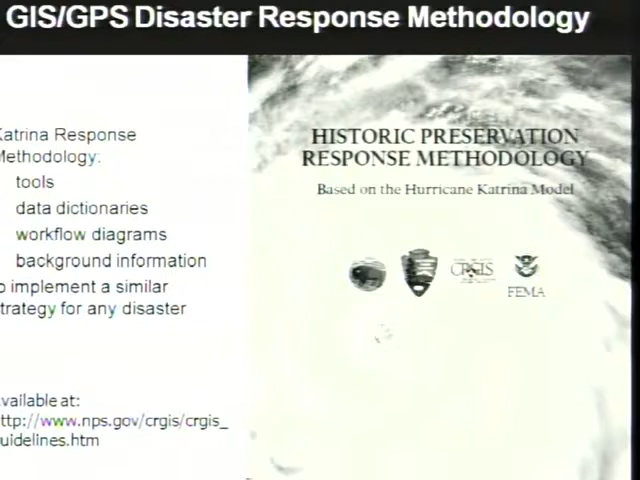 GIS/GPS Disaster Response Methodology
atrina Response
Methodology:
tools
data dictionaries
workflow diagrams
background information
o implement a similar
trategy for any disaster
vailable at:
ttp://www.nps.gov/crgis/crgis_
uidelines.htm
HISTORIC PRESERVATION
RESPONSE METHODOLOGY
Based on the Hurricane Katrina Model
CRGIS
FEMA